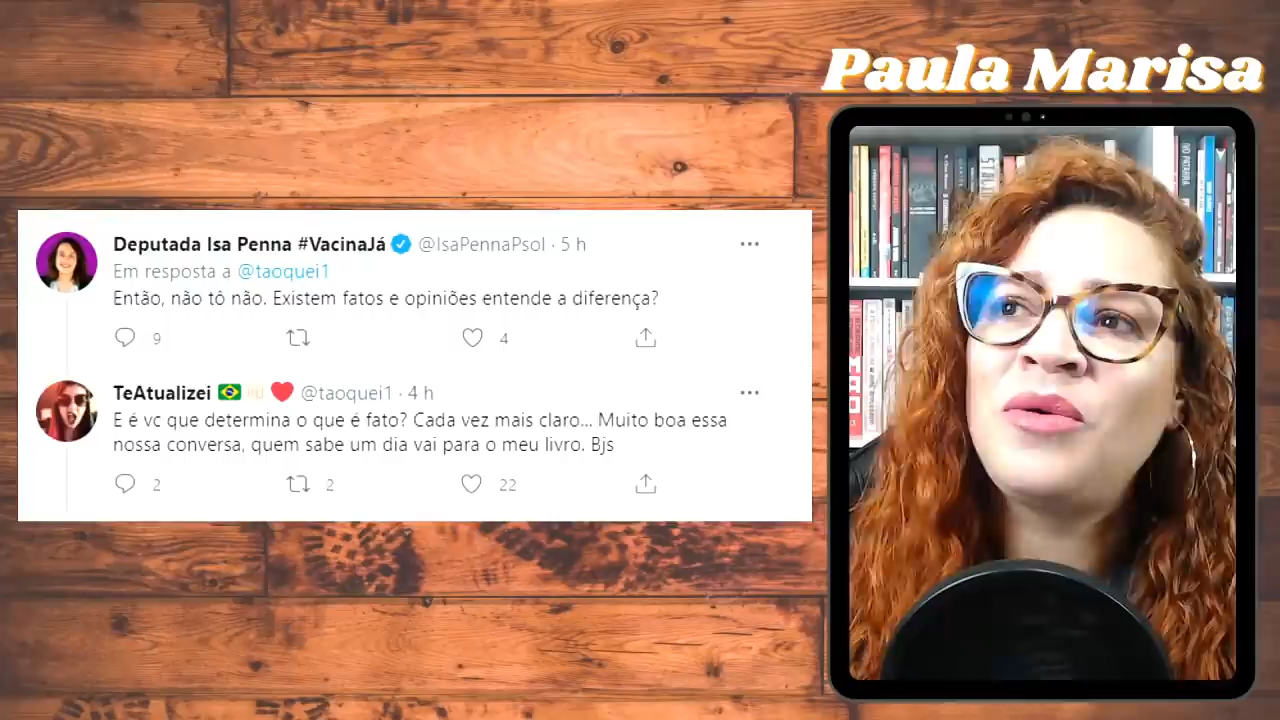 Paula Marisa
Deputada Isa Penna #VacinaJá @IsaPennaPsol · 5 h
Em resposta a @taoquei1
Então, não tô não. Existem fatos e opiniões entende a diferença?
9 4
TeAtualizei @taoquei1 · 4 h
E é vc que determina o que é fato? Cada vez mais claro... Muito boa essa
nossa conversa, quem sabe um dia vai para o meu livro. Bjs
2 2 22